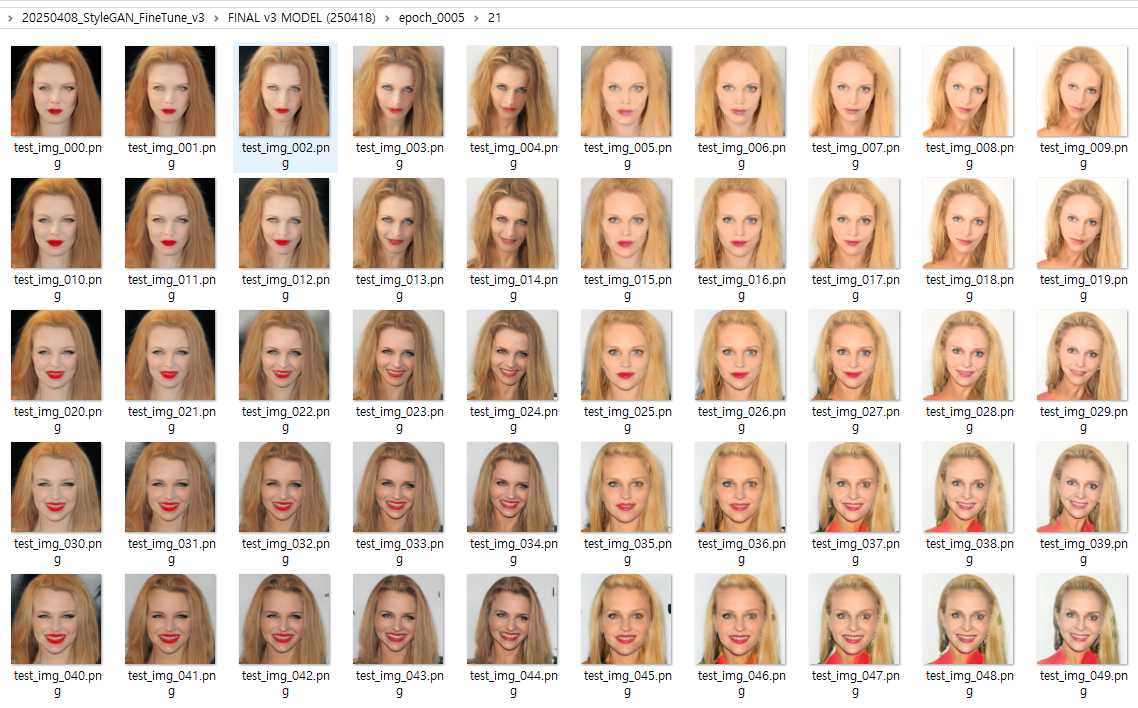 20250408_StyleGAN_FineTune_v3 > FINAL v3 MODEL (250418) > epoch_0005 > 21
test_img_000.png test_img_001.png test_img_002.png test_img_003.png test_img_004.png test_img_005.png test_img_006.png test_img_007.png test_img_008.png test_img_009.png
test_img_010.png test_img_011.png test_img_012.png test_img_013.png test_img_014.png test_img_015.png test_img_016.png test_img_017.png test_img_018.png test_img_019.png
test_img_020.png test_img_021.png test_img_022.png test_img_023.png test_img_024.png test_img_025.png test_img_026.png test_img_027.png test_img_028.png test_img_029.png
test_img_030.png test_img_031.png test_img_032.png test_img_033.png test_img_034.png test_img_035.png test_img_036.png test_img_037.png test_img_038.png test_img_039.png
test_img_040.png test_img_041.png test_img_042.png test_img_043.png test_img_044.png test_img_045.png test_img_046.png test_img_047.png test_img_048.png test_img_049.png